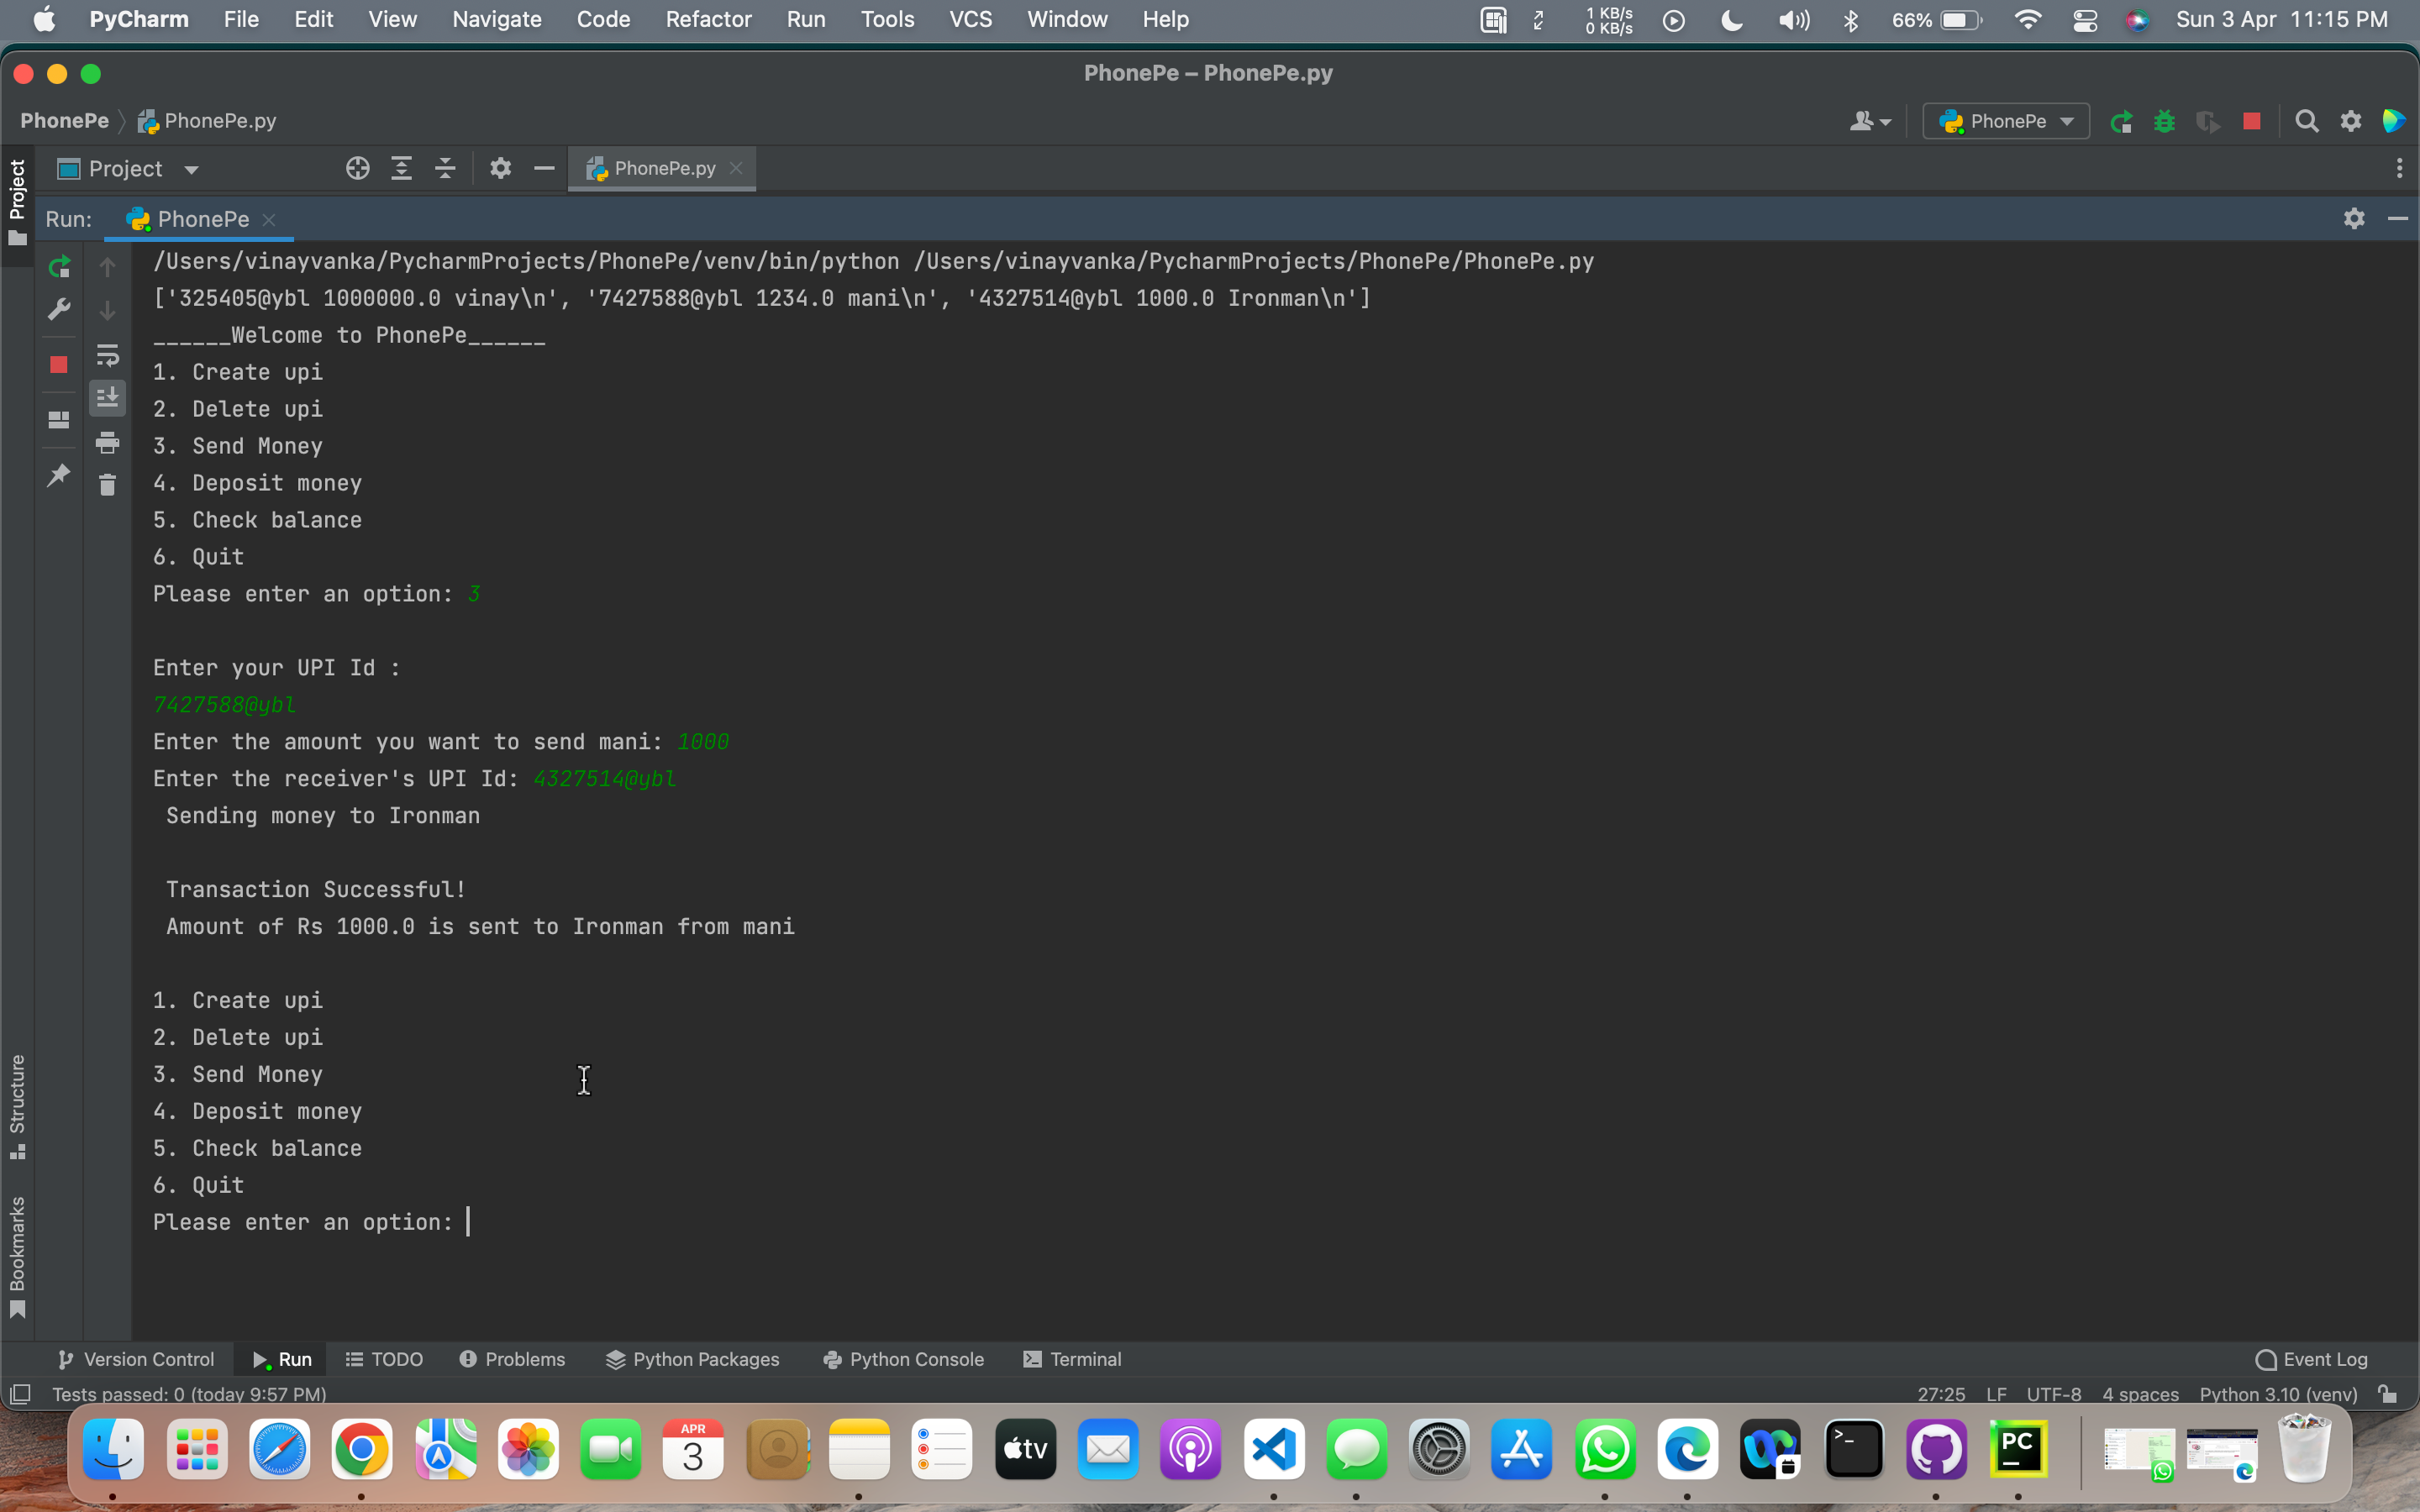 PyCharm File Edit View Navigate Code Refactor Run Tools VCS Window Help 1 KB/s 0 KB/s 66% Sun 3 Apr 11:15 PM
PhonePe – PhonePe.py
PhonePe PhonePe.py PhonePe
Project Project PhonePe.py
Run: PhonePe
/Users/vinayvanka/PycharmProjects/PhonePe/venv/bin/python /Users/vinayvanka/PycharmProjects/PhonePe/PhonePe.py
['325405@ybl 1000000.0 vinay\n', '7427588@ybl 1234.0 mani\n', '4327514@ybl 1000.0 Ironman\n']
______Welcome to PhonePe______
1. Create upi
2. Delete upi
3. Send Money
4. Deposit money
5. Check balance
6. Quit
Please enter an option: 3
Enter your UPI Id :
7427588@ybl
Enter the amount you want to send mani: 1000
Enter the receiver's UPI Id: 4327514@ybl
Sending money to Ironman
Transaction Successful!
Amount of Rs 1000.0 is sent to Ironman from mani
1. Create upi
2. Delete upi
3. Send Money
4. Deposit money
5. Check balance
6. Quit
Please enter an option:
Structure
Bookmarks
Version Control Run TODO Problems Python Packages Python Console Terminal Event Log
Tests passed: 0 (today 9:57 PM) 27:25 LF UTF-8 4 spaces Python 3.10 (venv)
APR
3
tv
PC